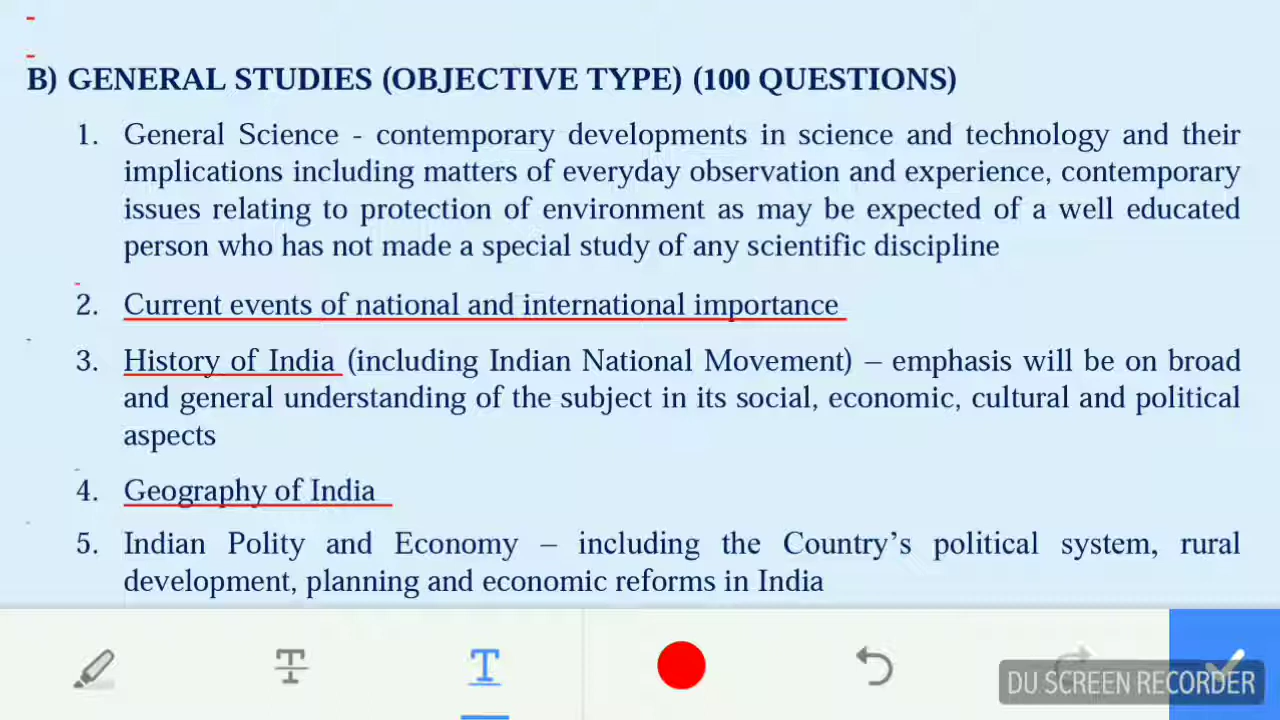 B) GENERAL STUDIES (OBJECTIVE TYPE) (100 QUESTIONS)
1. General Science - contemporary developments in science and technology and their
implications including matters of everyday observation and experience, contemporary
issues relating to protection of environment as may be expected of a well educated
person who has not made a special study of any scientific discipline
2. Current events of national and international importance
3. History of India (including Indian National Movement) – emphasis will be on broad
and general understanding of the subject in its social, economic, cultural and political
aspects
4. Geography of India
5. Indian Polity and Economy – including the Country’s political system, rural
development, planning and economic reforms in India
T T
DU SCREEN RECORDER